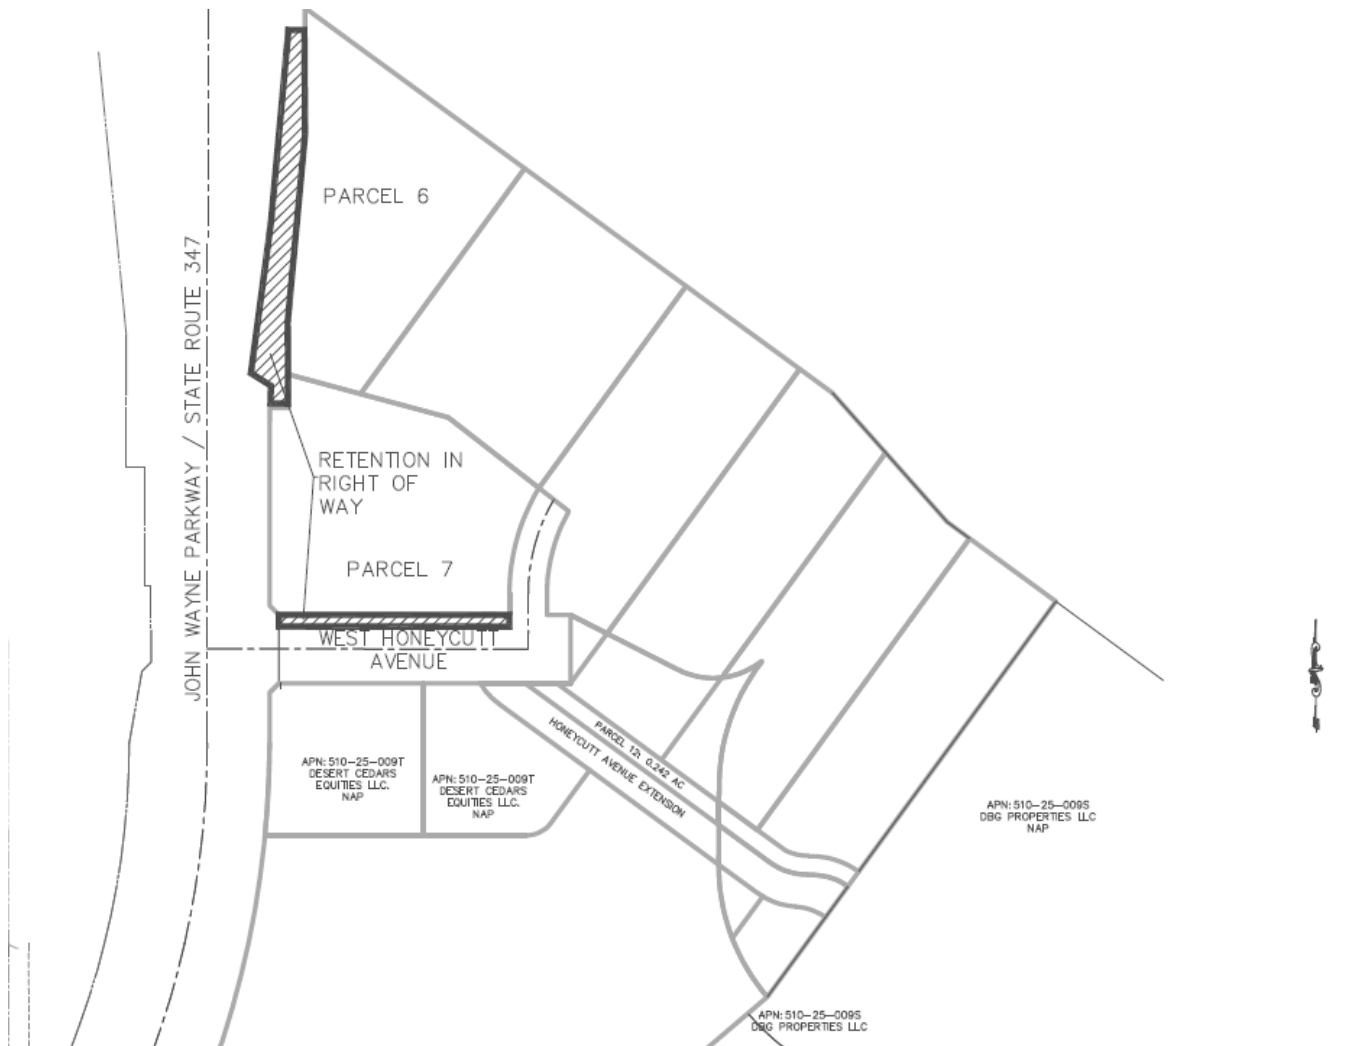 PARCEL 6
JOHN WAYNE PARKWAY / STATE ROUTE 347
RETENTION IN
RIGHT OF
WAY
PARCEL 7
WEST HONEYCUTT
AVENUE
PARCEL 12: 0.242 AC
HONEYCUTT AVENUE EXTENSION
APN: 510-25-009T
DESERT CEDARS
EQUITIES LLC.
NAP
APN: 510-25-009T
DESERT CEDARS
EQUITIES LLC.
NAP
APN: 510-25-009S
DBG PROPERTIES LLC
NAP
APN: 510-25-009S
DBG PROPERTIES LLC